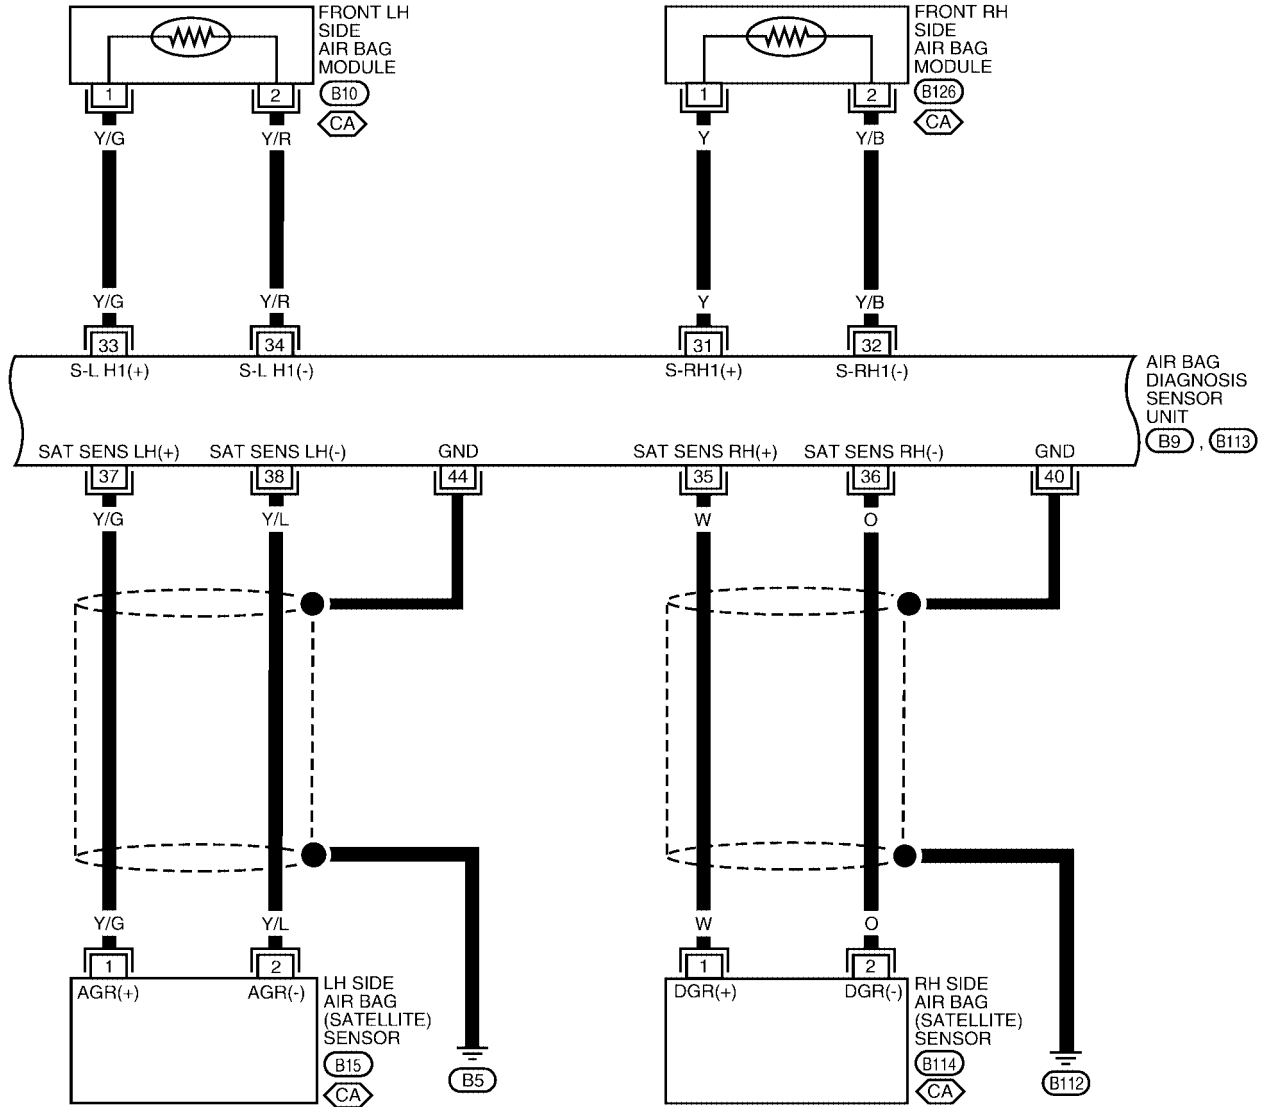 FRONT LH
SIDE
AIR BAG
MODULE
B10
CA
FRONT RH
SIDE
AIR BAG
MODULE
B126
CA
1 2 1 2
Y/G Y/R Y Y/B
Y/G Y/R Y Y/B
33 34 31 32
S-L H1(+) S-L H1(-) S-RH1(+) S-RH1(-)
AIR BAG
DIAGNOSIS
SENSOR
UNIT
B9 , B113
SAT SENS LH(+) SAT SENS LH(-) GND SAT SENS RH(+) SAT SENS RH(-) GND
37 38 44 35 36 40
Y/G Y/L W O
Y/G Y/L W O
1 2 1 2
AGR(+) AGR(-) DGR(+) DGR(-)
LH SIDE
AIR BAG
(SATELLITE)
SENSOR
B15
CA
B5
RH SIDE
AIR BAG
(SATELLITE)
SENSOR
B114
CA
B112